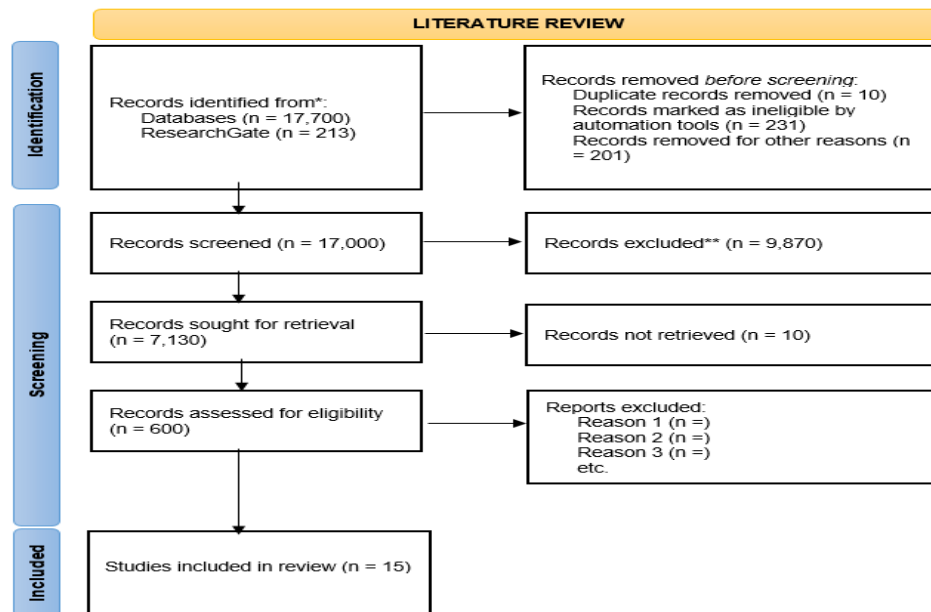 LITERATURE REVIEW
Identification
Records identified from*:
Databases (n = 17,700)
ResearchGate (n = 213)
Records removed before screening:
Duplicate records removed (n = 10)
Records marked as ineligible by
automation tools (n = 231)
Records removed for other reasons (n
= 201)
Screening
Records screened (n = 17,000)
Records excluded** (n = 9,870)
Records sought for retrieval
(n = 7,130)
Records not retrieved (n = 10)
Records assessed for eligibility
(n = 600)
Reports excluded:
Reason 1 (n =)
Reason 2 (n =)
Reason 3 (n =)
etc.
Included
Studies included in review (n = 15)